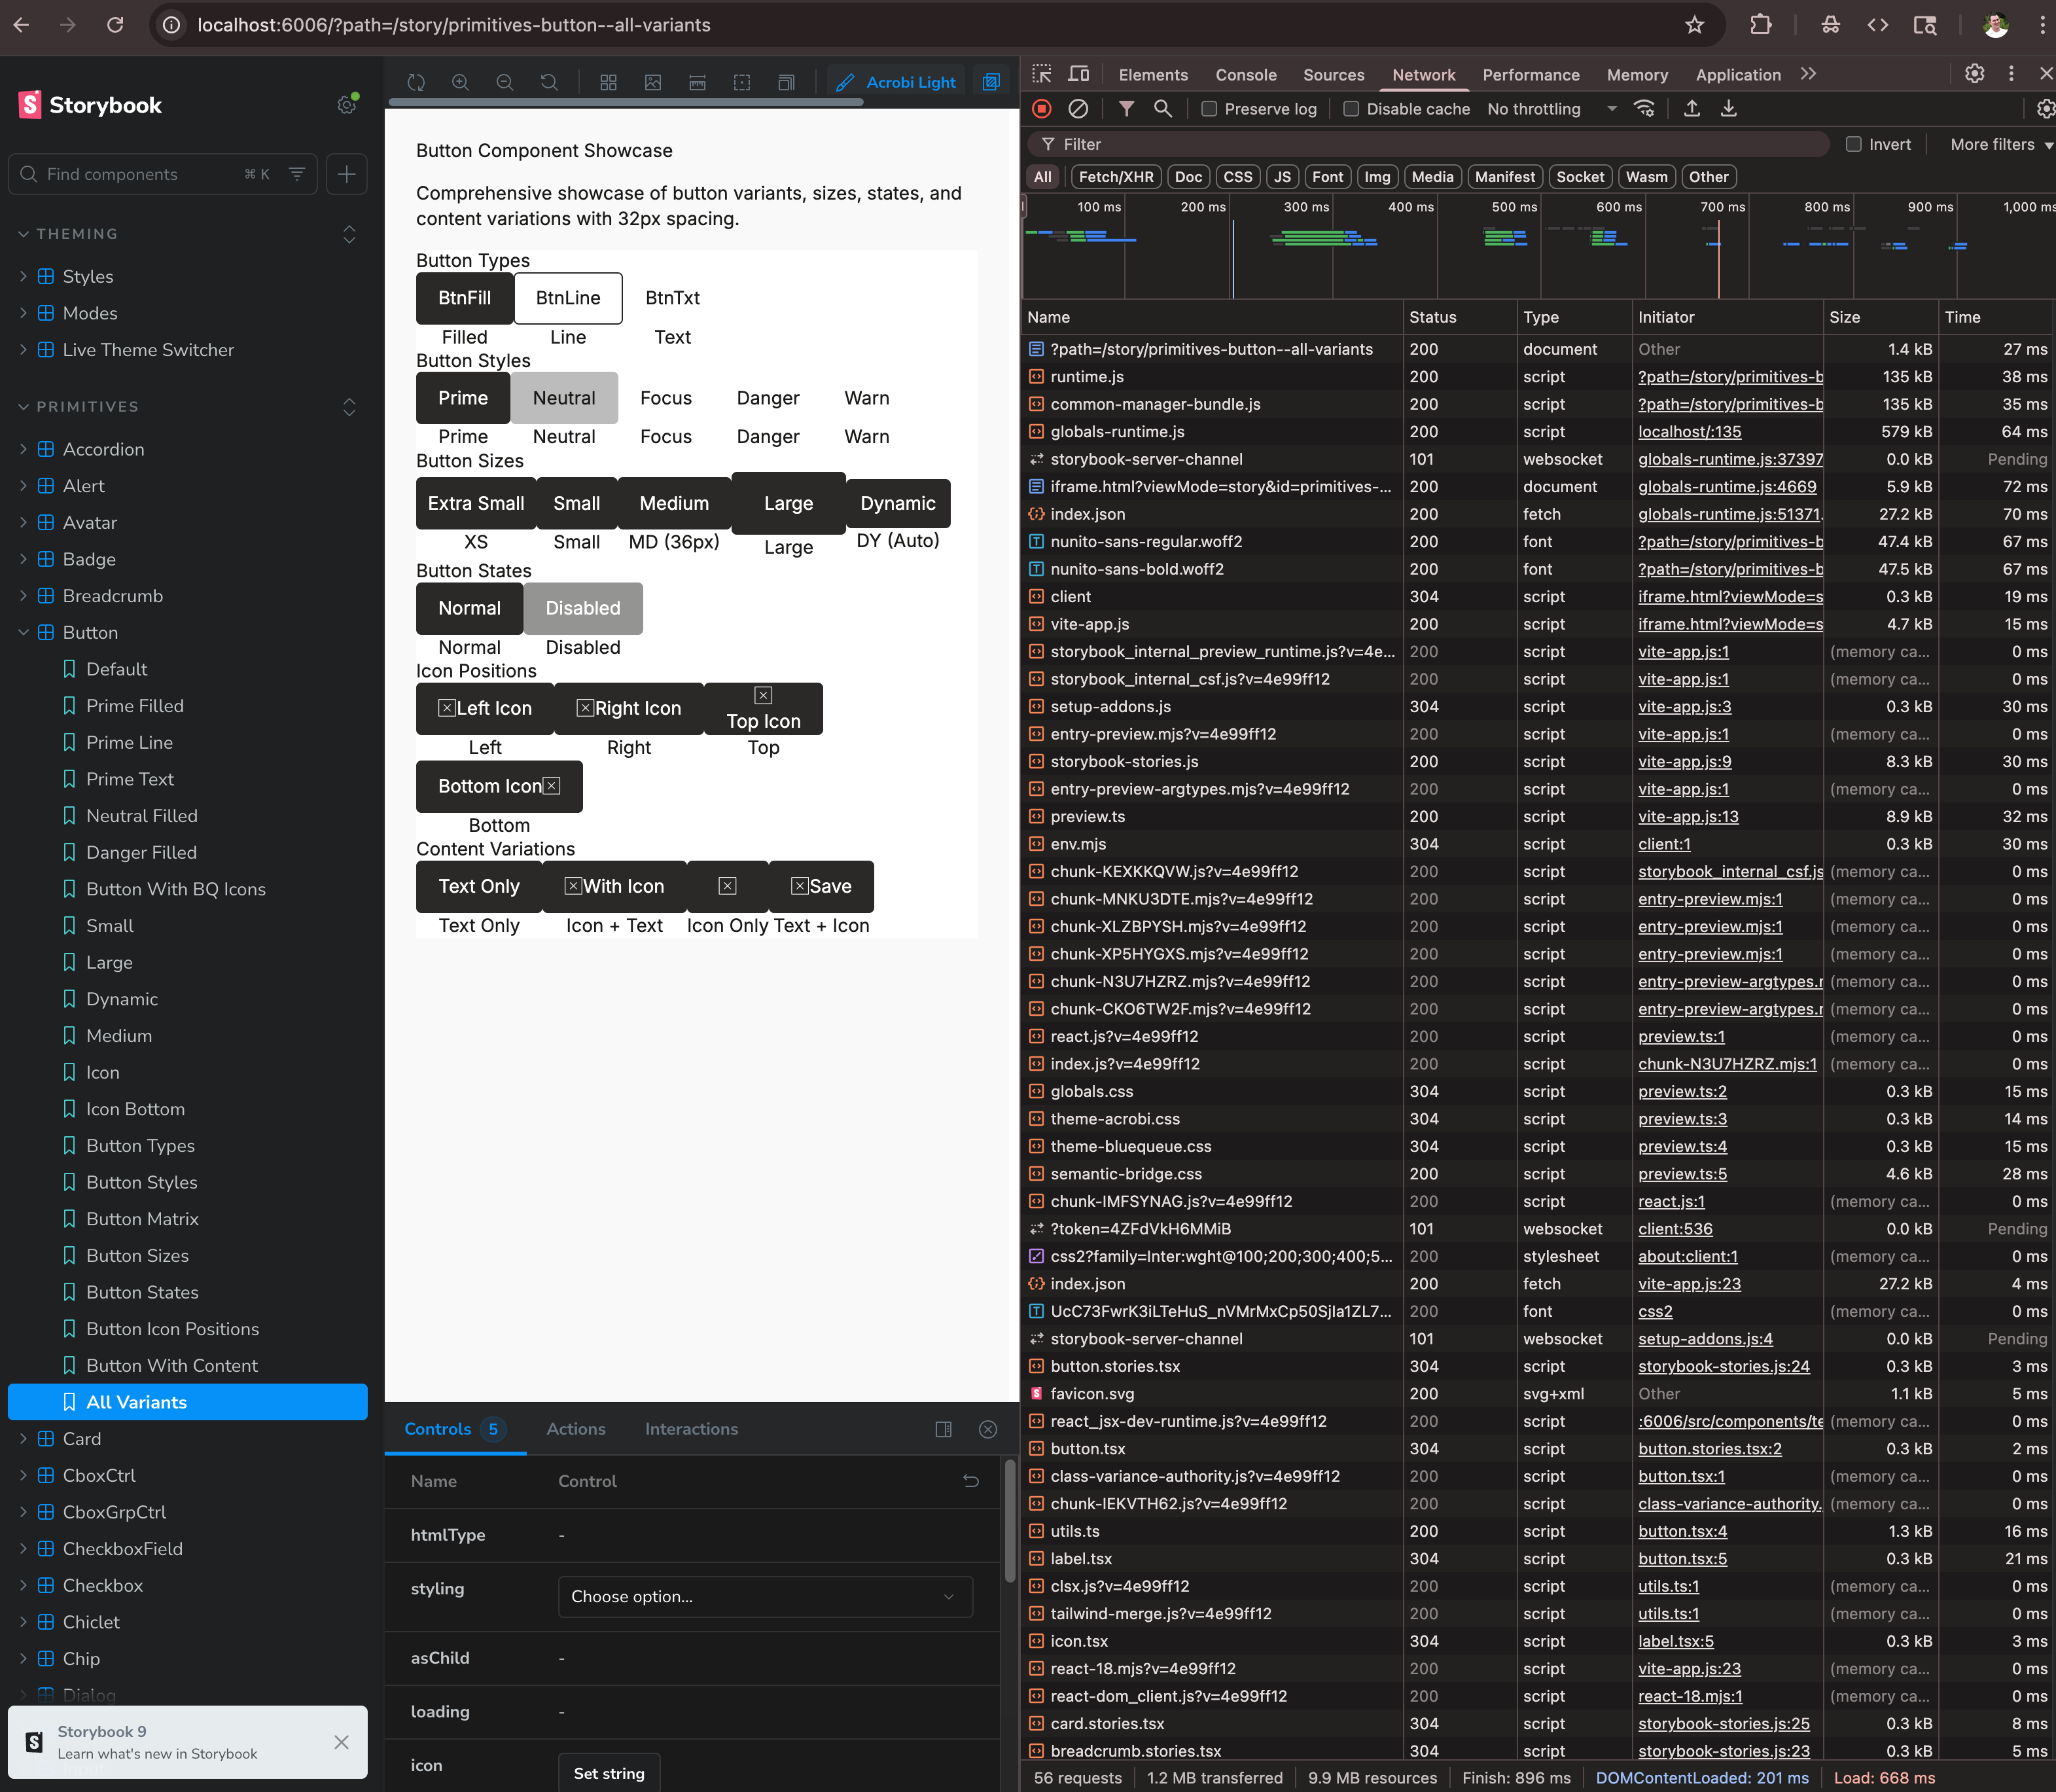 localhost:6006/?path=/story/primitives-button--all-variants
Storybook
Find components
⌘ K
THEMING
Styles
Modes
Live Theme Switcher
PRIMITIVES
Accordion
Alert
Avatar
Badge
Breadcrumb
Button
Default
Prime Filled
Prime Line
Prime Text
Neutral Filled
Danger Filled
Button With BQ Icons
Small
Large
Dynamic
Medium
Icon
Icon Bottom
Button Types
Button Styles
Button Matrix
Button Sizes
Button States
Button Icon Positions
Button With Content
All Variants
Card
CboxCtrl
CboxGrpCtrl
CheckboxField
Checkbox
Chiclet
Chip
Dialog
Storybook 9
Learn what's new in Storybook
Acrobi Light
Button Component Showcase
Comprehensive showcase of button variants, sizes, states, and
content variations with 32px spacing.
Button Types
BtnFill BtnLine BtnTxt
Filled Line Text
Button Styles
Prime Neutral Focus Danger Warn
Prime Neutral Focus Danger Warn
Button Sizes
Extra Small Small Medium Large Dynamic
XS Small MD (36px) Large DY (Auto)
Button States
Normal Disabled
Normal Disabled
Icon Positions
Left Icon Right Icon Top Icon
Left Right Top
Bottom Icon
Bottom
Content Variations
Text Only With Icon Save
Text Only Icon + Text Icon Only Text + Icon
Controls 5 Actions Interactions
Name Control
htmlType -
styling Choose option...
asChild -
loading -
icon Set string
Elements Console Sources Network Performance Memory Application
Preserve log Disable cache No throttling
Filter Invert More filters
All Fetch/XHR Doc CSS JS Font Img Media Manifest Socket Wasm Other
100 ms 200 ms 300 ms 400 ms 500 ms 600 ms 700 ms 800 ms 900 ms 1,000 ms
Name Status Type Initiator Size Time
?path=/story/primitives-button--all-variants 200 document Other 1.4 kB 27 ms
runtime.js 200 script ?path=/story/primitives-b 135 kB 38 ms
common-manager-bundle.js 200 script ?path=/story/primitives-b 135 kB 35 ms
globals-runtime.js 200 script localhost/:135 579 kB 64 ms
storybook-server-channel 101 websocket globals-runtime.js:37397 0.0 kB Pending
iframe.html?viewMode=story&id=primitives-... 200 document globals-runtime.js:4669 5.9 kB 72 ms
index.json 200 fetch globals-runtime.js:51371. 27.2 kB 70 ms
nunito-sans-regular.woff2 200 font ?path=/story/primitives-b 47.4 kB 67 ms
nunito-sans-bold.woff2 200 font ?path=/story/primitives-b 47.5 kB 67 ms
client 304 script iframe.html?viewMode=s 0.3 kB 19 ms
vite-app.js 200 script iframe.html?viewMode=s 4.7 kB 15 ms
storybook_internal_preview_runtime.js?v=4e... 200 script vite-app.js:1 (memory ca... 0 ms
storybook_internal_csf.js?v=4e99ff12 200 script vite-app.js:1 (memory ca... 0 ms
setup-addons.js 304 script vite-app.js:3 0.3 kB 30 ms
entry-preview.mjs?v=4e99ff12 200 script vite-app.js:1 (memory ca... 0 ms
storybook-stories.js 200 script vite-app.js:9 8.3 kB 30 ms
entry-preview-argtypes.mjs?v=4e99ff12 200 script vite-app.js:1 (memory ca... 0 ms
preview.ts 200 script vite-app.js:13 8.9 kB 32 ms
env.mjs 304 script client:1 0.3 kB 30 ms
chunk-KEXKKQVW.js?v=4e99ff12 200 script storybook_internal_csf.js (memory ca... 0 ms
chunk-MNKU3DTE.mjs?v=4e99ff12 200 script entry-preview.mjs:1 (memory ca... 0 ms
chunk-XLZBPYSH.mjs?v=4e99ff12 200 script entry-preview.mjs:1 (memory ca... 0 ms
chunk-XP5HYGXS.mjs?v=4e99ff12 200 script entry-preview.mjs:1 (memory ca... 0 ms
chunk-N3U7HZRZ.mjs?v=4e99ff12 200 script entry-preview-argtypes.r (memory ca... 0 ms
chunk-CKO6TW2F.mjs?v=4e99ff12 200 script entry-preview-argtypes.r (memory ca... 0 ms
react.js?v=4e99ff12 200 script preview.ts:1 (memory ca... 0 ms
index.js?v=4e99ff12 200 script chunk-N3U7HZRZ.mjs:1 (memory ca... 0 ms
globals.css 304 script preview.ts:2 0.3 kB 15 ms
theme-acrobi.css 304 script preview.ts:3 0.3 kB 14 ms
theme-bluequeue.css 304 script preview.ts:4 0.3 kB 15 ms
semantic-bridge.css 200 script preview.ts:5 4.6 kB 28 ms
chunk-IMFSYNAG.js?v=4e99ff12 200 script react.js:1 (memory ca... 0 ms
?token=4ZFdVkH6MMiB 101 websocket client:536 0.0 kB Pending
css2?family=Inter:wght@100;200;300;400;5... 200 stylesheet about:client:1 (memory ca... 0 ms
index.json 200 fetch vite-app.js:23 27.2 kB 4 ms
UcC73FwrK3iLTeHuS_nVMrMxCp50SjIa1ZL7... 200 font css2 (memory ca... 0 ms
storybook-server-channel 101 websocket setup-addons.js:4 0.0 kB Pending
button.stories.tsx 304 script storybook-stories.js:24 0.3 kB 3 ms
favicon.svg 200 svg+xml Other 1.1 kB 5 ms
react_jsx-dev-runtime.js?v=4e99ff12 200 script :6006/src/components/te (memory ca... 0 ms
button.tsx 304 script button.stories.tsx:2 0.3 kB 2 ms
class-variance-authority.js?v=4e99ff12 200 script button.tsx:1 (memory ca... 0 ms
chunk-IEKVTH62.js?v=4e99ff12 200 script class-variance-authority. (memory ca... 0 ms
utils.ts 200 script button.tsx:4 1.3 kB 16 ms
label.tsx 304 script button.tsx:5 0.3 kB 21 ms
clsx.js?v=4e99ff12 200 script utils.ts:1 (memory ca... 0 ms
tailwind-merge.js?v=4e99ff12 200 script utils.ts:1 (memory ca... 0 ms
icon.tsx 304 script label.tsx:5 0.3 kB 3 ms
react-18.mjs?v=4e99ff12 200 script vite-app.js:23 (memory ca... 0 ms
react-dom_client.js?v=4e99ff12 200 script react-18.mjs:1 (memory ca... 0 ms
card.stories.tsx 304 script storybook-stories.js:25 0.3 kB 8 ms
breadcrumb.stories.tsx 304 script storybook-stories.js:23 0.3 kB 5 ms
56 requests 1.2 MB transferred 9.9 MB resources Finish: 896 ms DOMContentLoaded: 201 ms Load: 668 ms